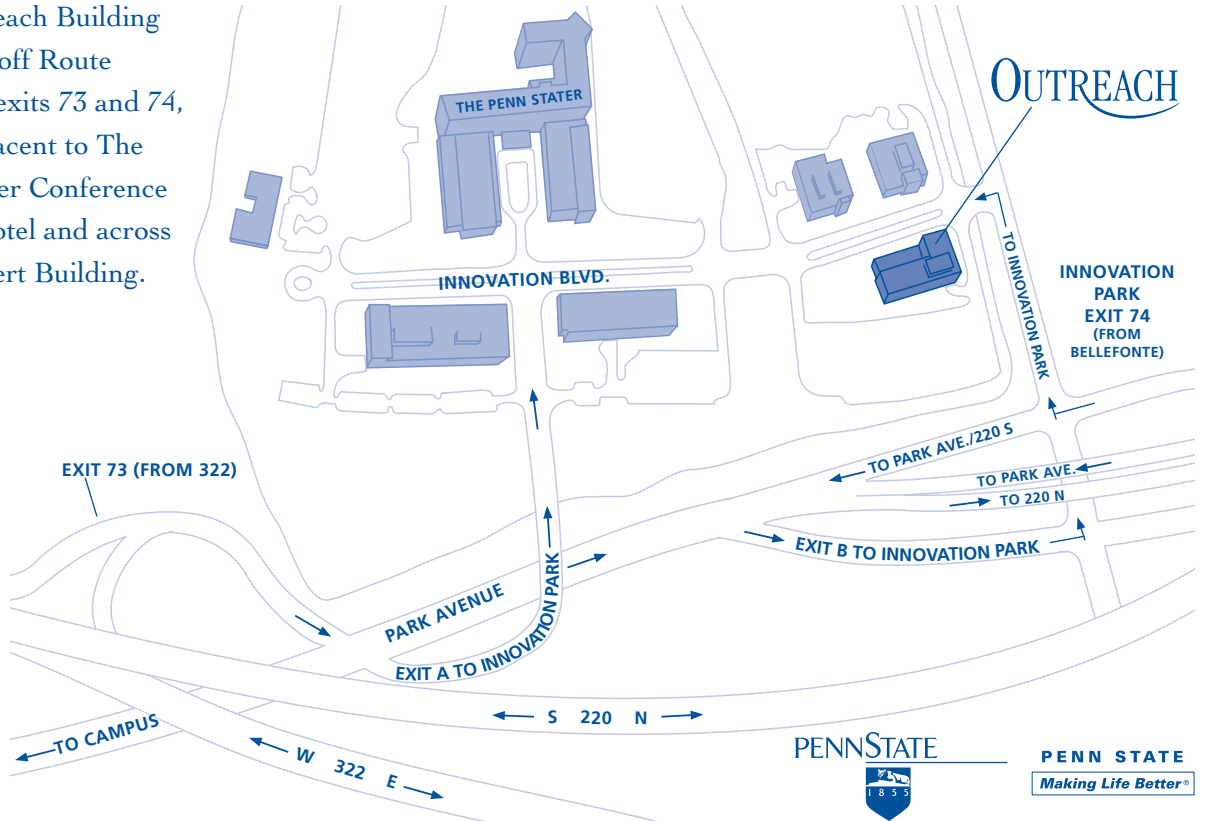 each Building
off Route
exits 73 and 74,
acent to The
er Conference
otel and across
ert Building.
THE PENN STATER
OUTREACH
INNOVATION BLVD.
TO INNOVATION PARK
INNOVATION
PARK
EXIT 74
(FROM
BELLEFONTE)
EXIT 73 (FROM 322)
TO PARK AVE./220 S
TO PARK AVE.
TO 220 N
EXIT B TO INNOVATION PARK
PARK AVENUE
EXIT A TO INNOVATION PARK
S 220 N
TO CAMPUS
W 322 E
PENNSTATE
1855
PENN STATE
Making Life Better®